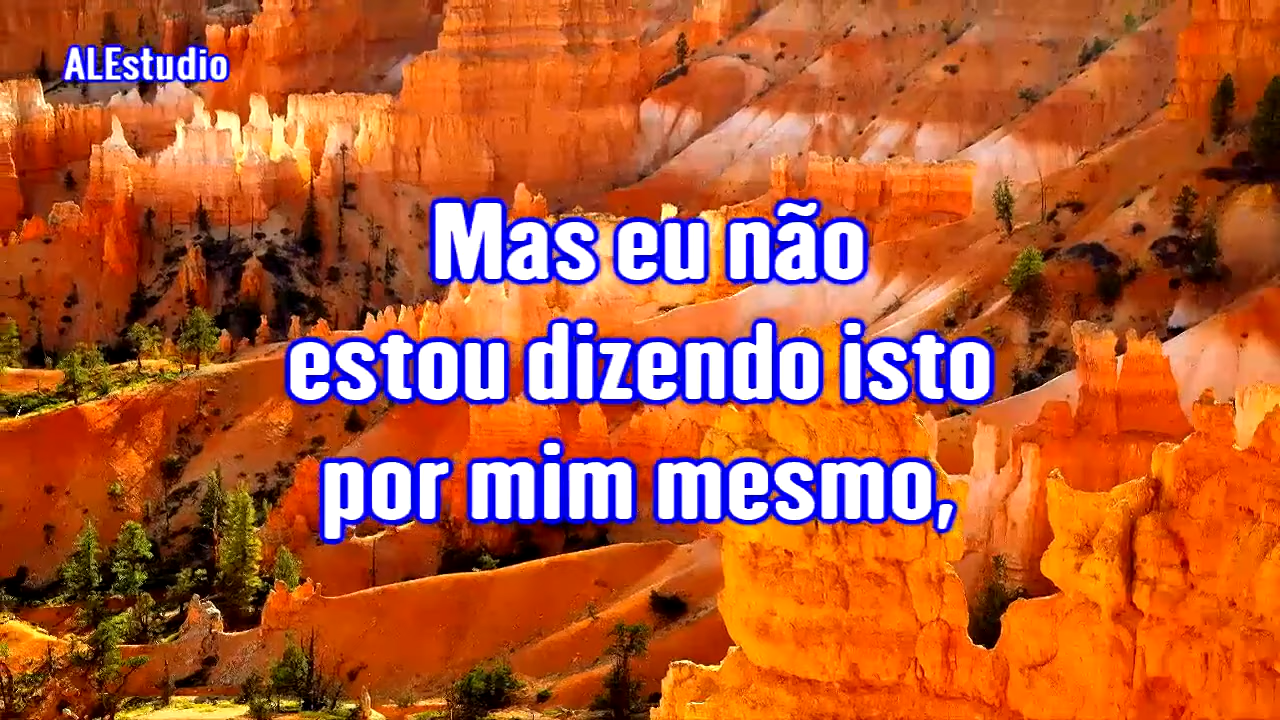 ALEstudio
Mas eu não
estou dizendo isto
por mim mesmo,